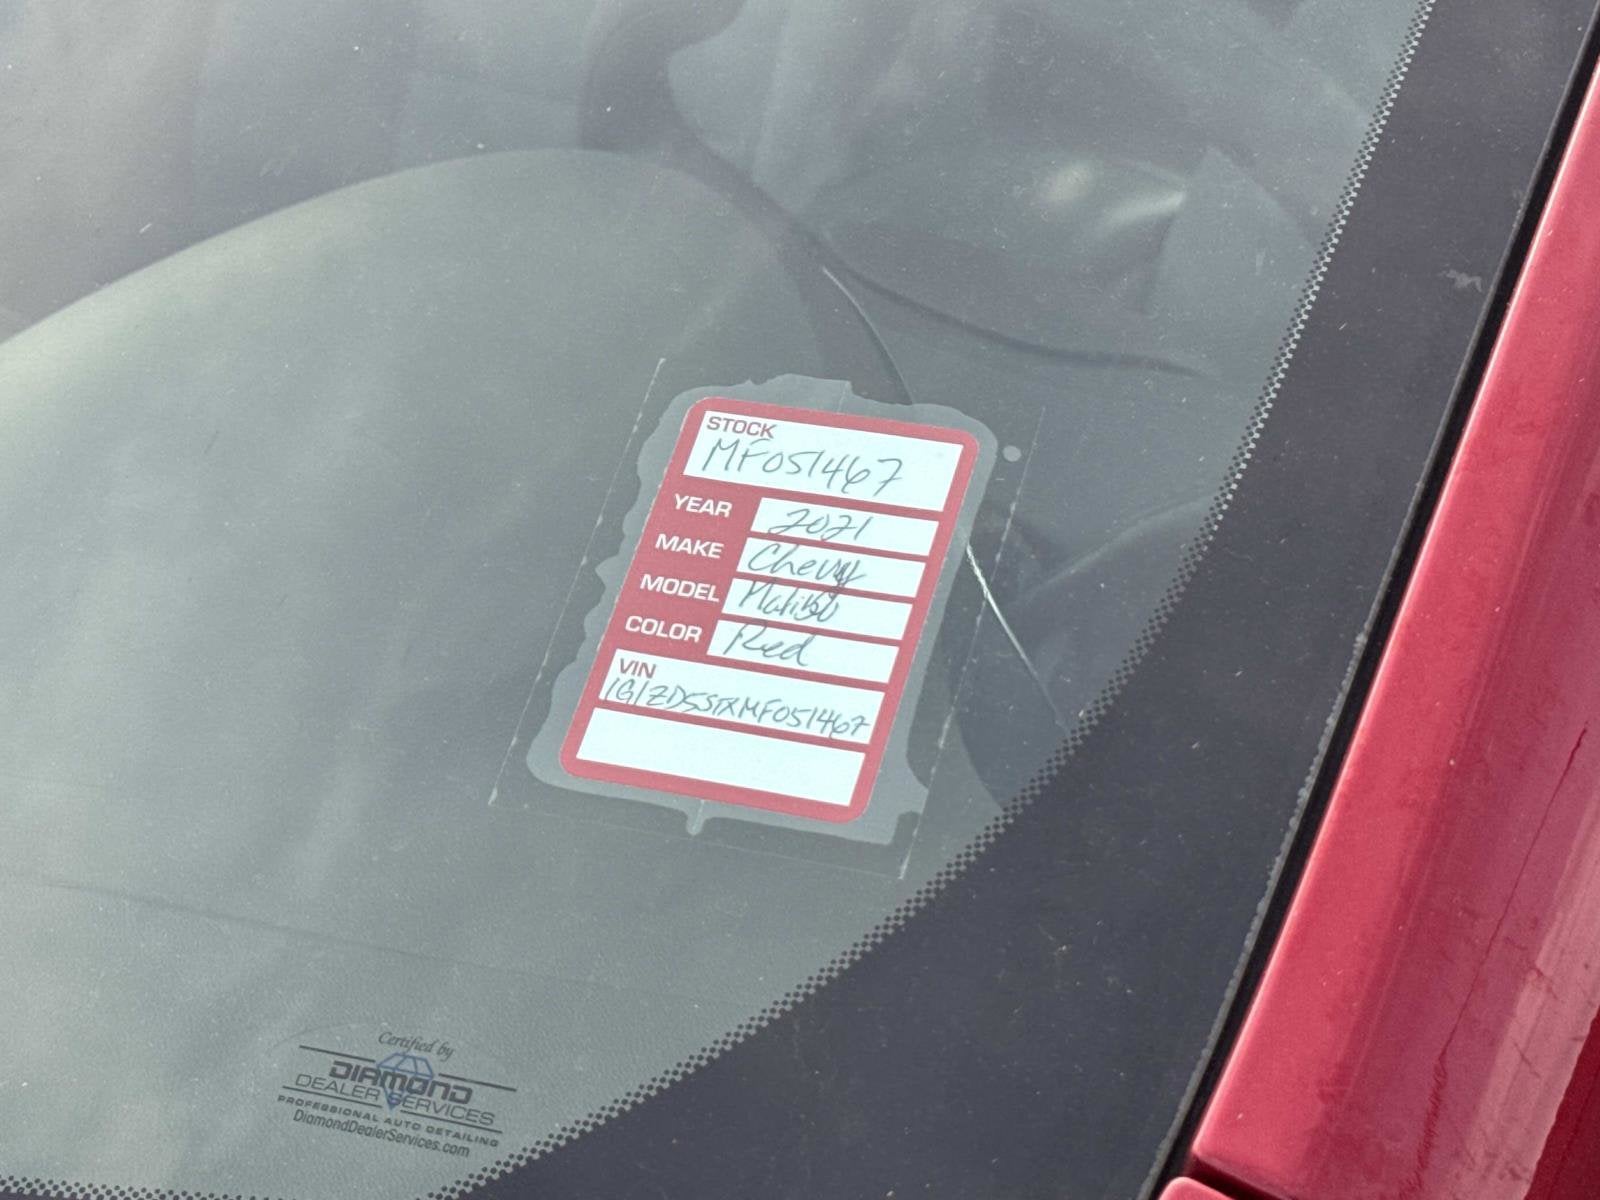 STOCK
MF051467
YEAR 2021
MAKE Chevy
MODEL Malibu
COLOR Red
VIN
1G1ZD5STXMF051467
Certified by
DIAMOND
DEALER SERVICES
PROFESSIONAL AUTO DETAILING
DiamondDealerServices.com